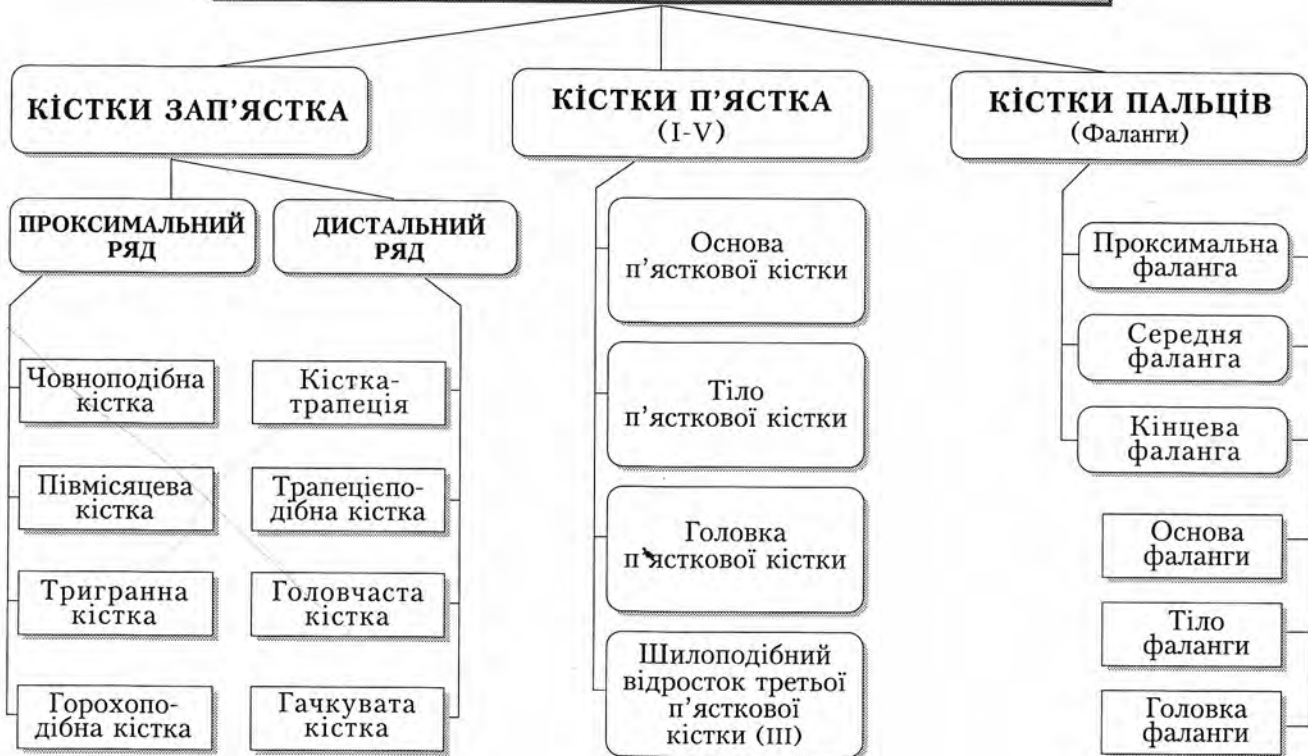 КІСТКИ ЗАП'ЯСТКА
ПРОКСИМАЛЬНИЙ
РЯД
Човноподібна
кістка
Півмісяцева
кістка
Тригранна
кістка
Горохопо-
дібна кістка
ДИСТАЛЬНИЙ
РЯД
Кістка-
трапеція
Трапецієпо-
дібна кістка
Головчаста
кістка
Гачкувата
кістка
КІСТКИ П'ЯСТКА
(I-V)
Основа
п'ясткової кістки
Тіло
п'ясткової кістки
Головка
п'ясткової кістки
Шилоподібний
відросток третьої
п'ясткової
кістки (III)
КІСТКИ ПАЛЬЦІВ
(Фаланги)
Проксимальна
фаланга
Середня
фаланга
Кінцева
фаланга
Основа
фаланги
Тіло
фаланги
Головка
фаланги